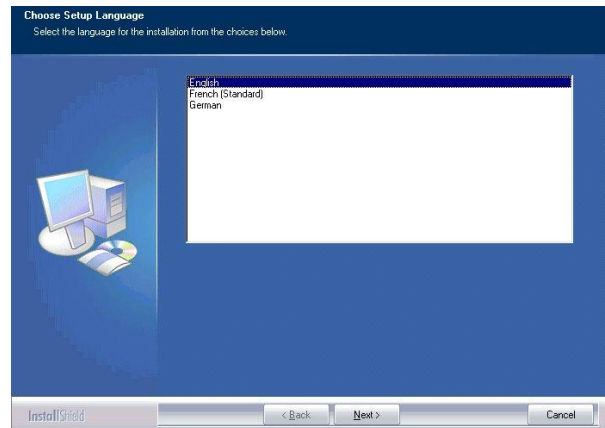 Choose Setup Language
Select the language for the installation from the choices below.
English
French (Standard)
German
InstallShield
< Back
Next >
Cancel